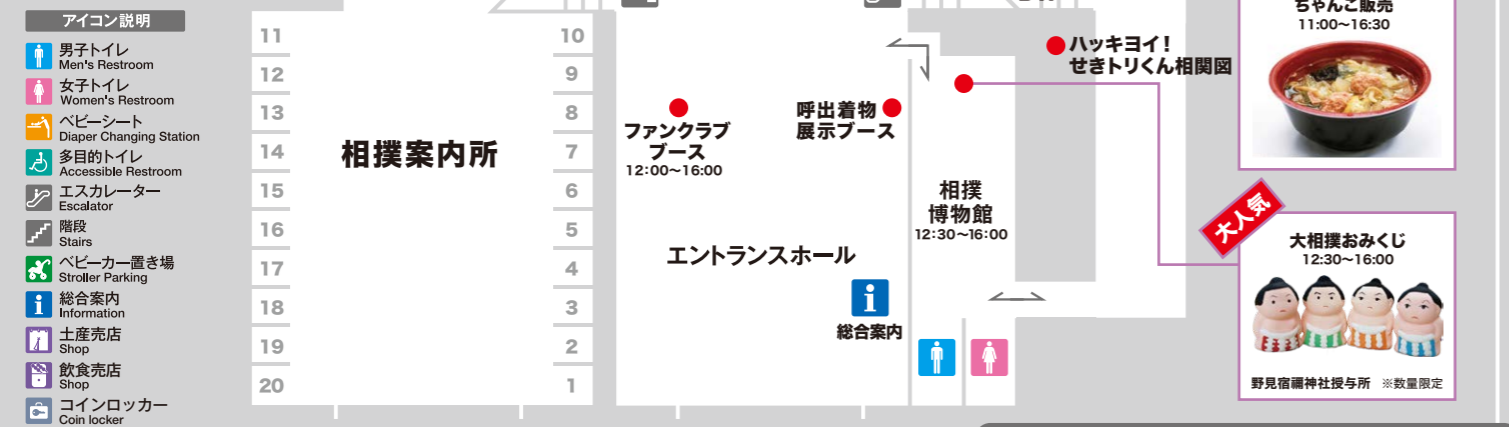 アイコン説明
男子トイレ
Men's Restroom
女子トイレ
Women's Restroom
ベビーシート
Diaper Changing Station
多目的トイレ
Accessible Restroom
エスカレーター
Escalator
階段
Stairs
ベビーカー置き場
Stroller Parking
総合案内
Information
土産売店
Shop
飲食売店
Shop
コインロッカー
Coin locker
11
12
13
14
15
16
17
18
19
20
相撲案内所
10
9
8
7
6
5
4
3
2
1
ファンクラブ
ブース
12:00〜16:00
呼出着物
展示ブース
エントランスホール
i
総合案内
相撲
博物館
12:30〜16:00
ハッキヨイ!
せきトリくん相関図
ちゃんこ販売
11:00〜16:30
大人気
大相撲おみくじ
12:30〜16:00
野見宿禰神社授与所 ※数量限定